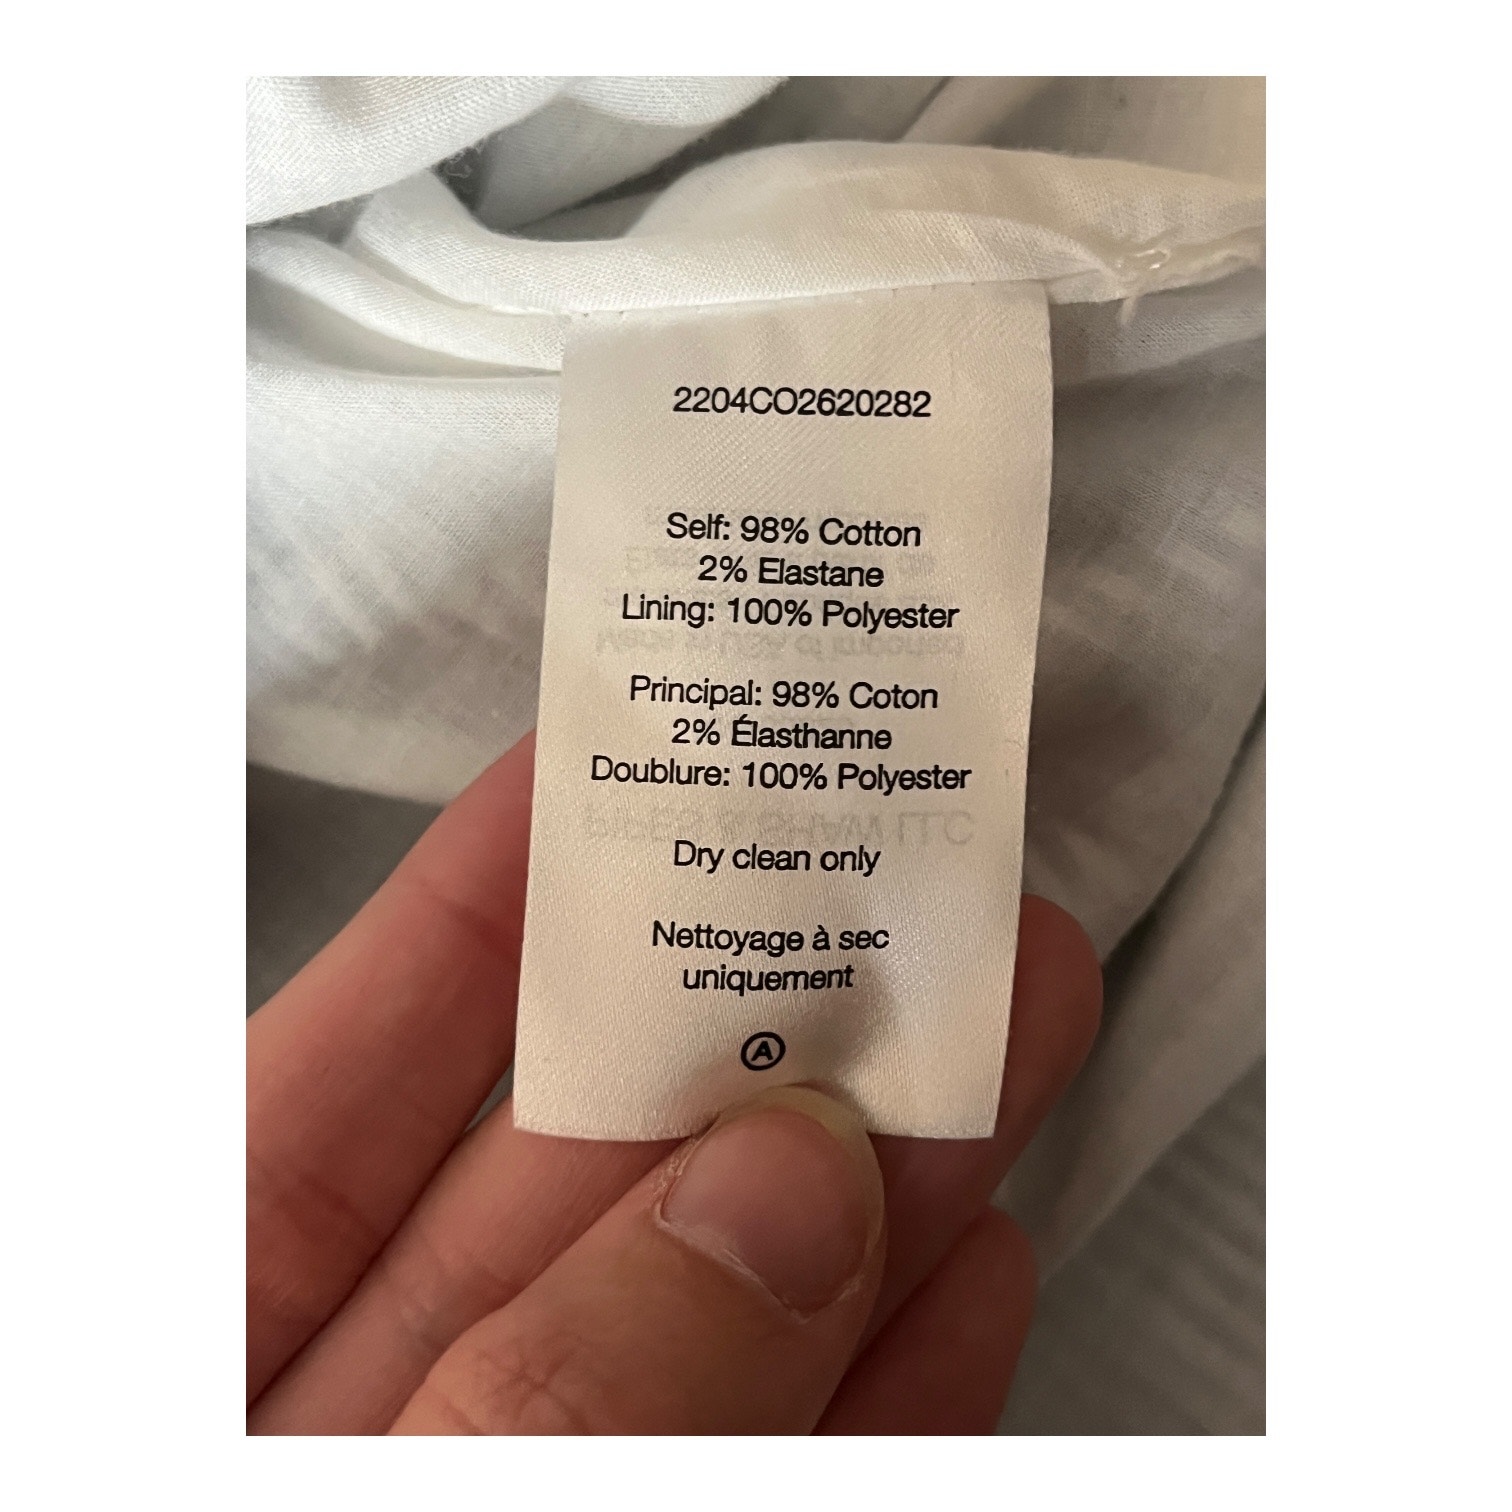 2204CO2620282
Self: 98% Cotton
2% Elastane
Lining: 100% Polyester
Principal: 98% Coton
2% Élasthanne
Doublure: 100% Polyester
Dry clean only
Nettoyage à sec
uniquement
A